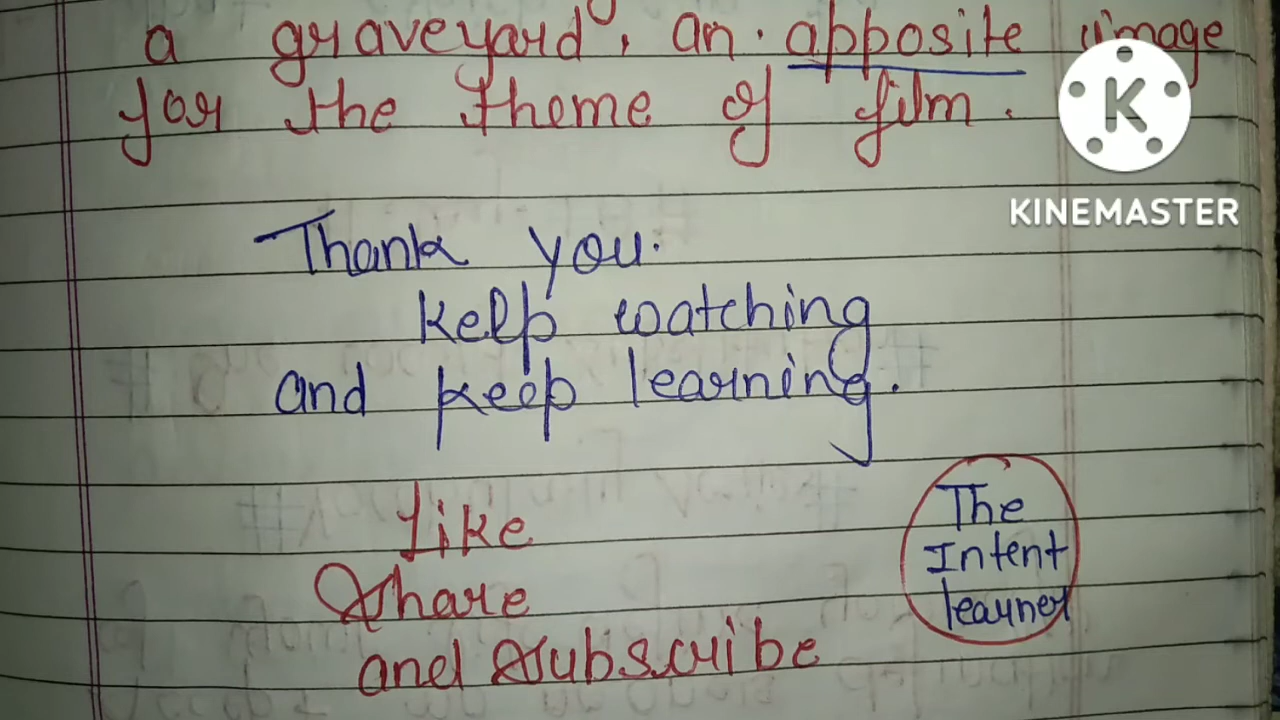 a graveyard, an apposite image
for the theme of film.
KINEMASTER
Thank you.
Keep watching
and keep learning.
Like
Share
and Subscribe
The
Intent
learner